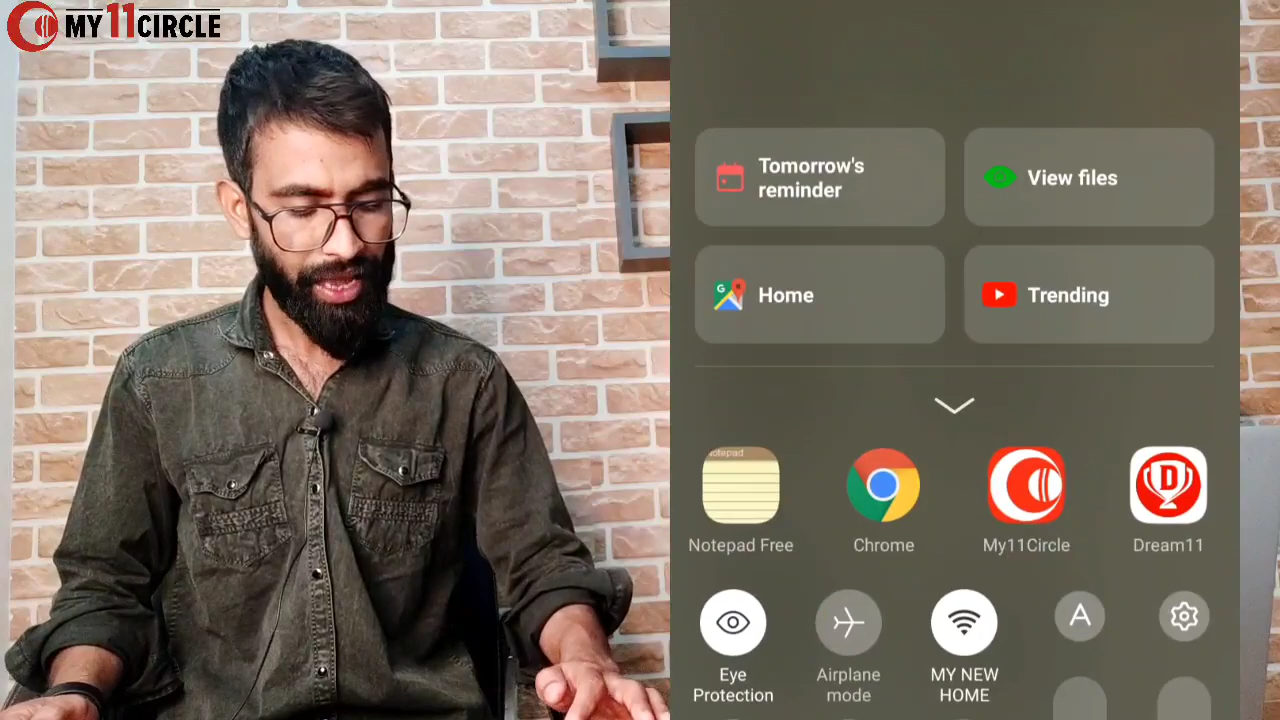 MY11CIRCLE
Tomorrow's
reminder
View files
Home
Trending
Notepad
Notepad Free
Chrome
My11Circle
Dream11
Eye
Protection
Airplane
mode
MY NEW
HOME
A